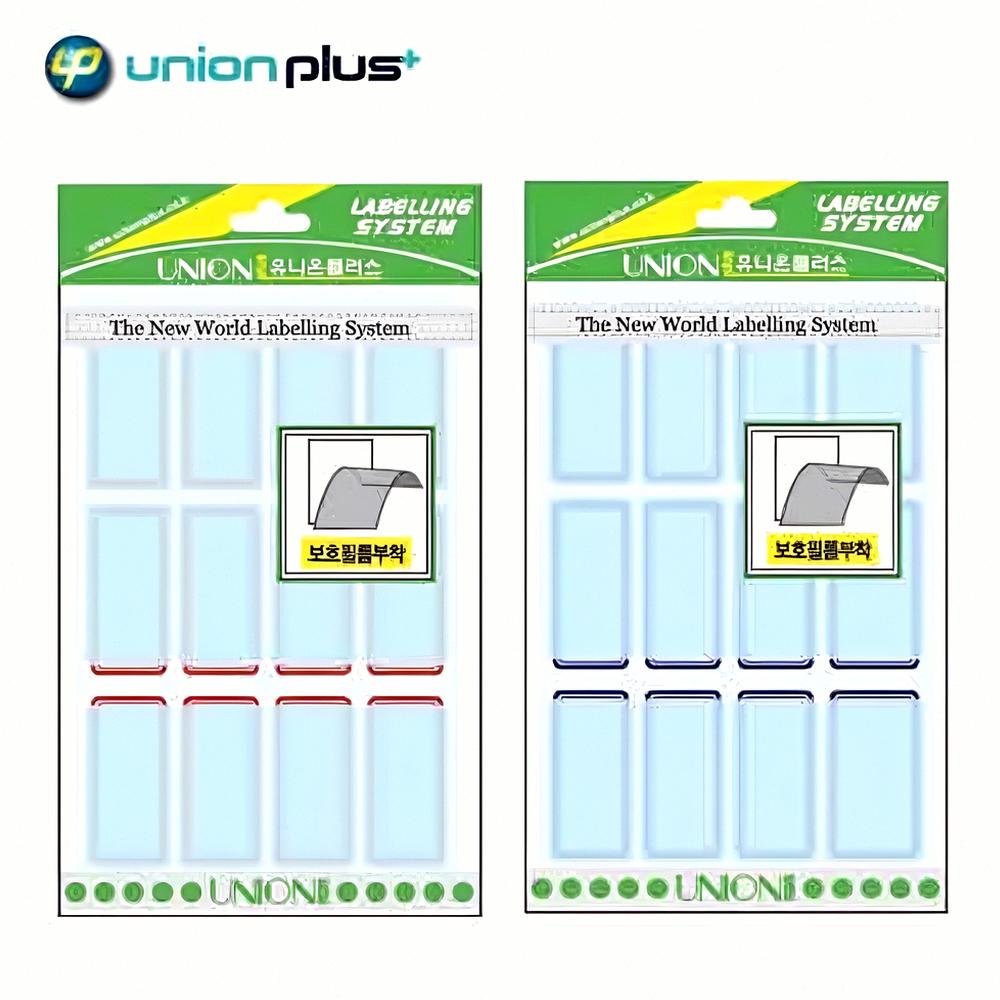 union plus+
LABELLING
SYSTEM
UNION 유니온플러스
The New World Labelling System
보호필름부착
UNION
LABELLING
SYSTEM
UNION 유니온플러스
The New World Labelling System
보호필름부착
UNION